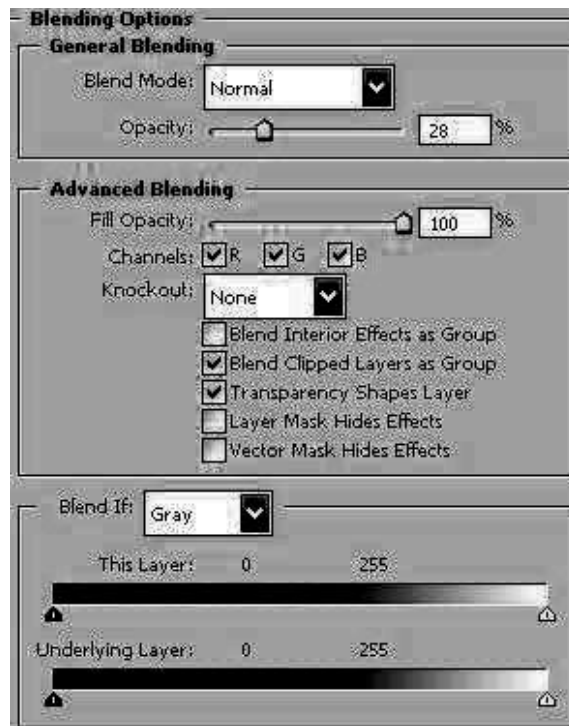 Blending Options
General Blending
Blend Mode: Normal
Opacity: 28 %
Advanced Blending
Fill Opacity: 100 %
Channels: R G B
Knockout: None
Blend Interior Effects as Group
Blend Clipped Layers as Group
Transparency Shapes Layer
Layer Mask Hides Effects
Vector Mask Hides Effects
Blend If: Gray
This Layer: 0 255
Underlying Layer: 0 255